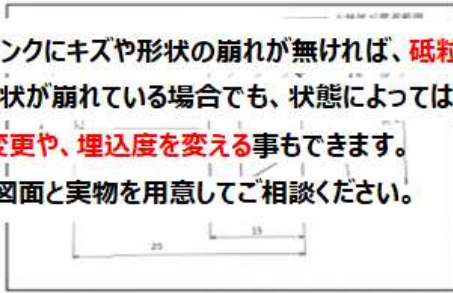 ンクにキズや形状の崩れが無ければ、砥粒
状が崩れている場合でも、状態によっては
変更や、埋込度を変える事もできます。
図面と実物を用意してご相談ください。
15
25